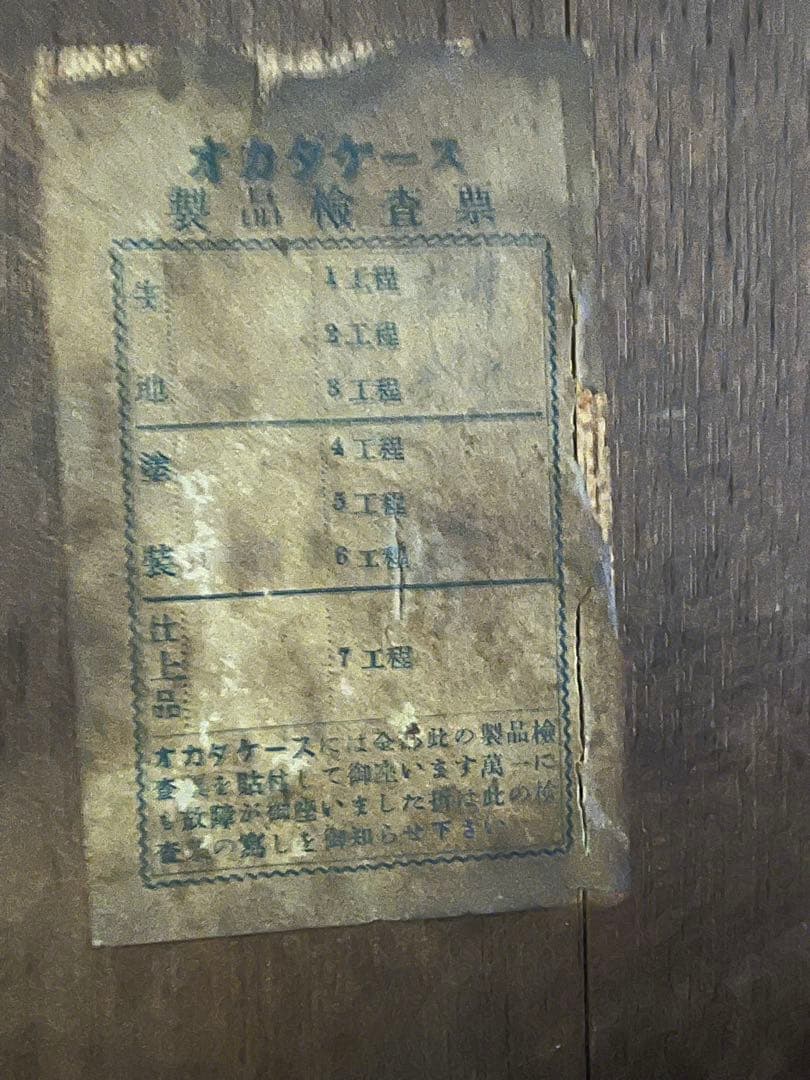 オカダケース
製品検査票
生地
1工程
2工程
3工程
塗装
4工程
5工程
6工程
仕上品
7工程
オカダケースには全部此の製品検
査票を貼付して御座います萬一に
も故障が御座いました折は此の検
査票の寫しを御知らせ下さい